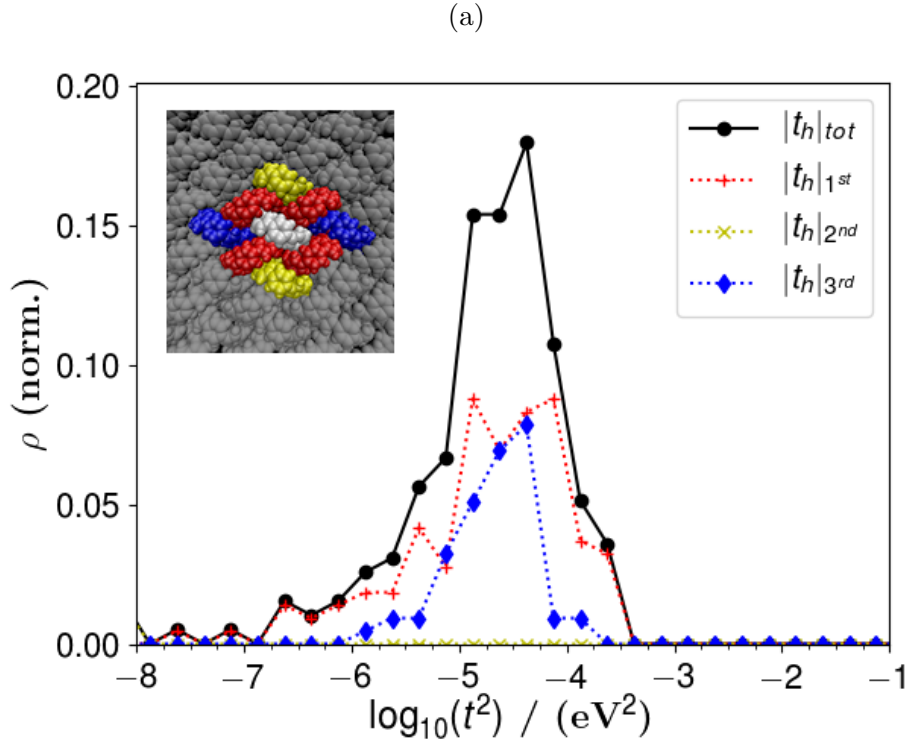 (a)
0.20
0.15
0.10
0.05
0.00
ρ (norm.)
|t_h|_tot
|t_h|_1st
|t_h|_2nd
|t_h|_3rd
−8 −7 −6 −5 −4 −3 −2 −1
log₁₀(t²) / (eV²)